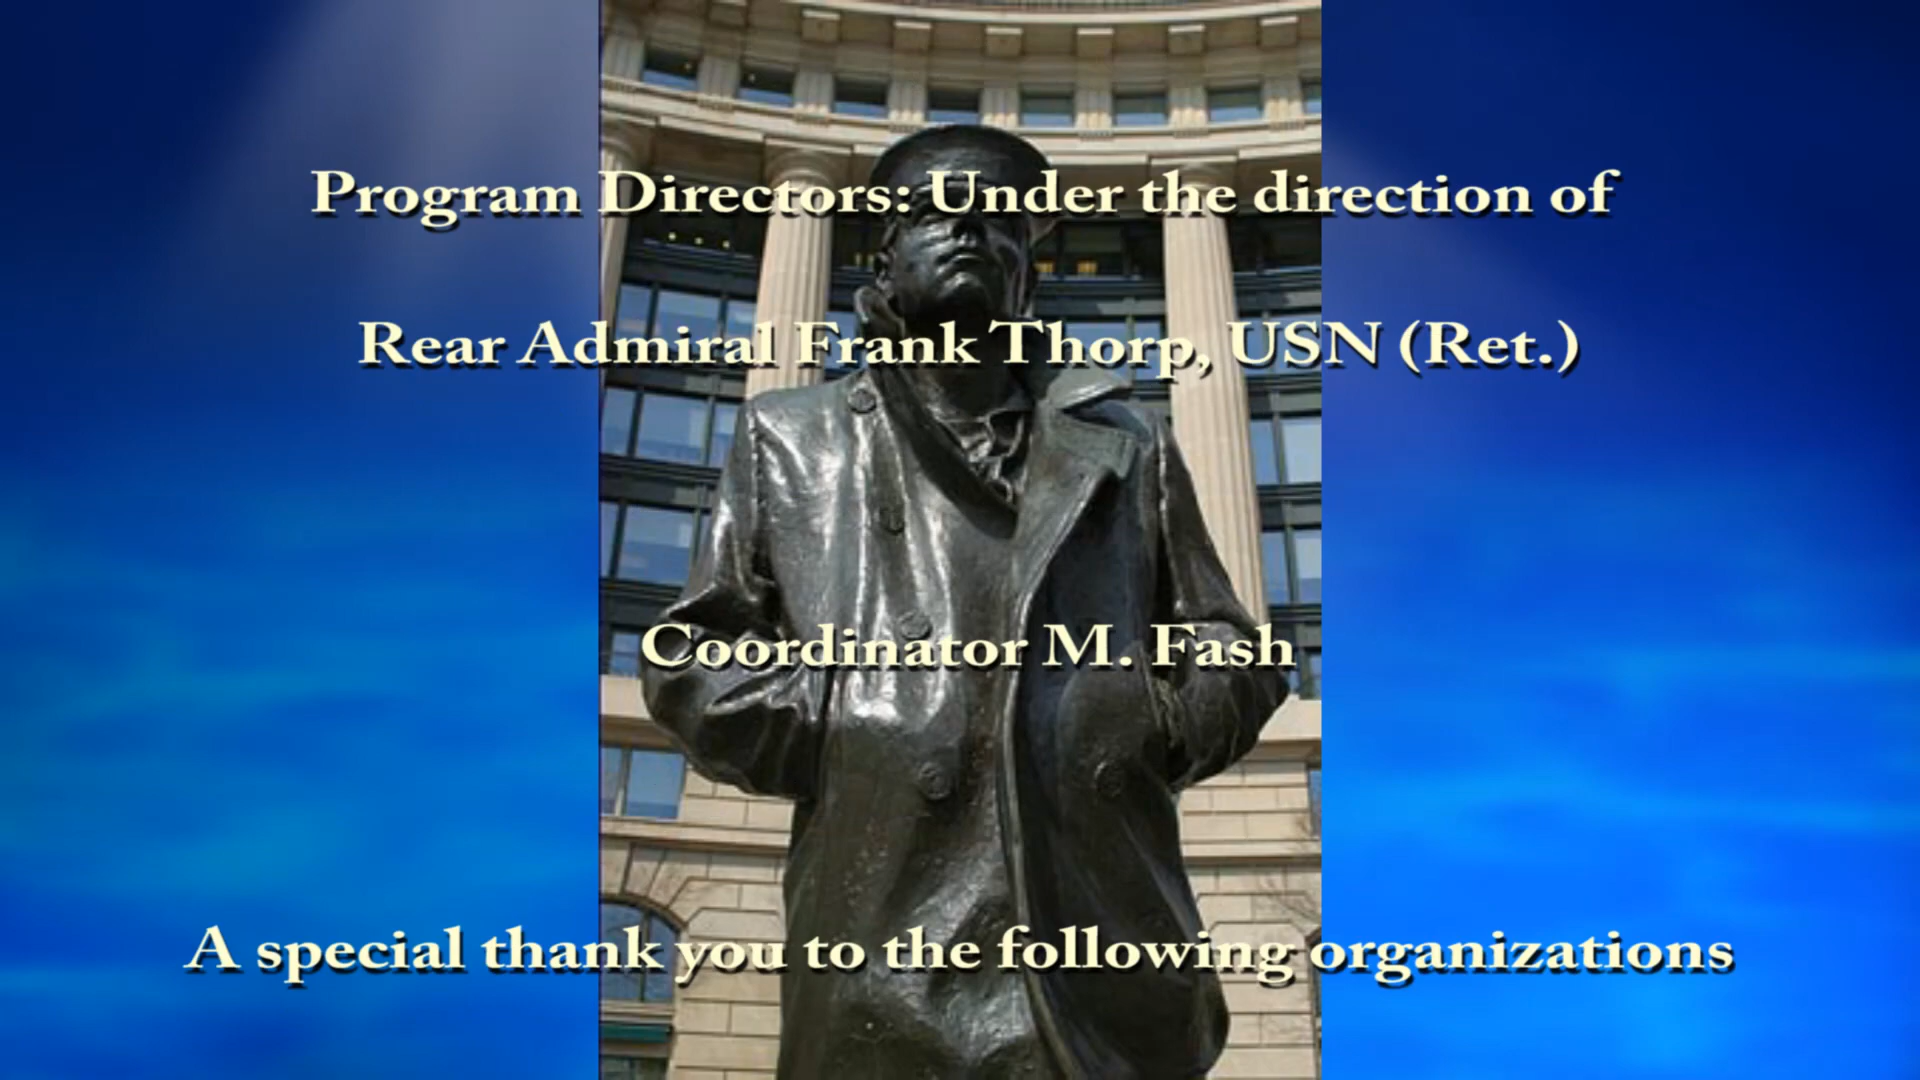 Program Directors: Under the direction of
Rear Admiral Frank Thorp, USN (Ret.)
Coordinator M. Fash
A special thank you to the following organizations